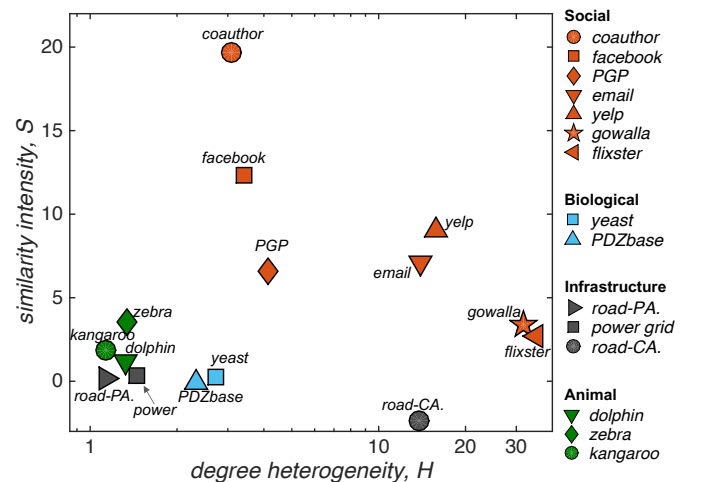 coauthor
facebook
PGP
yelp
email
gowalla
flixster
zebra
kangaroo
dolphin
road-PA.
power
yeast
PDZbase
road-CA.
20
15
10
5
0
similarity intensity, S
1
10
20
30
degree heterogeneity, H
Social
coauthor
facebook
PGP
email
yelp
gowalla
flixster
Biological
yeast
PDZbase
Infrastructure
road-PA.
power grid
road-CA.
Animal
dolphin
zebra
kangaroo